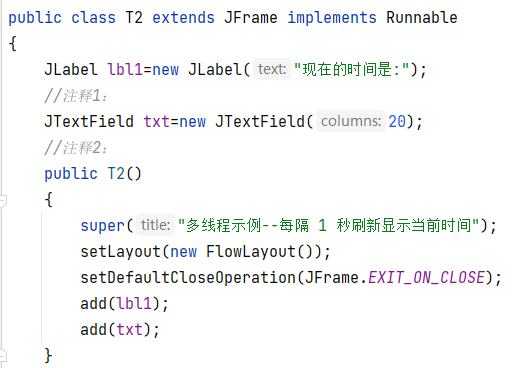 public class T2 extends JFrame implements Runnable
{
JLabel lbl1=new JLabel( text: "现在的时间是:");
//注释1：
JTextField txt=new JTextField( columns: 20);
//注释2：
public T2()
{
super( title: "多线程示例--每隔 1 秒刷新显示当前时间");
setLayout(new FlowLayout());
setDefaultCloseOperation(JFrame.EXIT_ON_CLOSE);
add(lbl1);
add(txt);
}